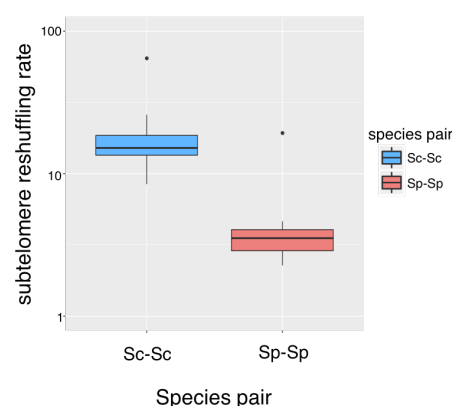 subtelomere reshuffling rate
100
10
1
Sc-Sc
Sp-Sp
Species pair
species pair
Sc-Sc
Sp-Sp